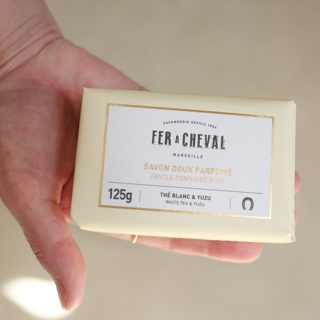 SAVONNERIE DEPUIS 1856
FER À CHEVAL
MARSEILLE
SAVON DOUX PARFUMÉ
GENTLE PERFUMED SOAP
125g
THÉ BLANC & YUZU
WHITE TEA & YUZU